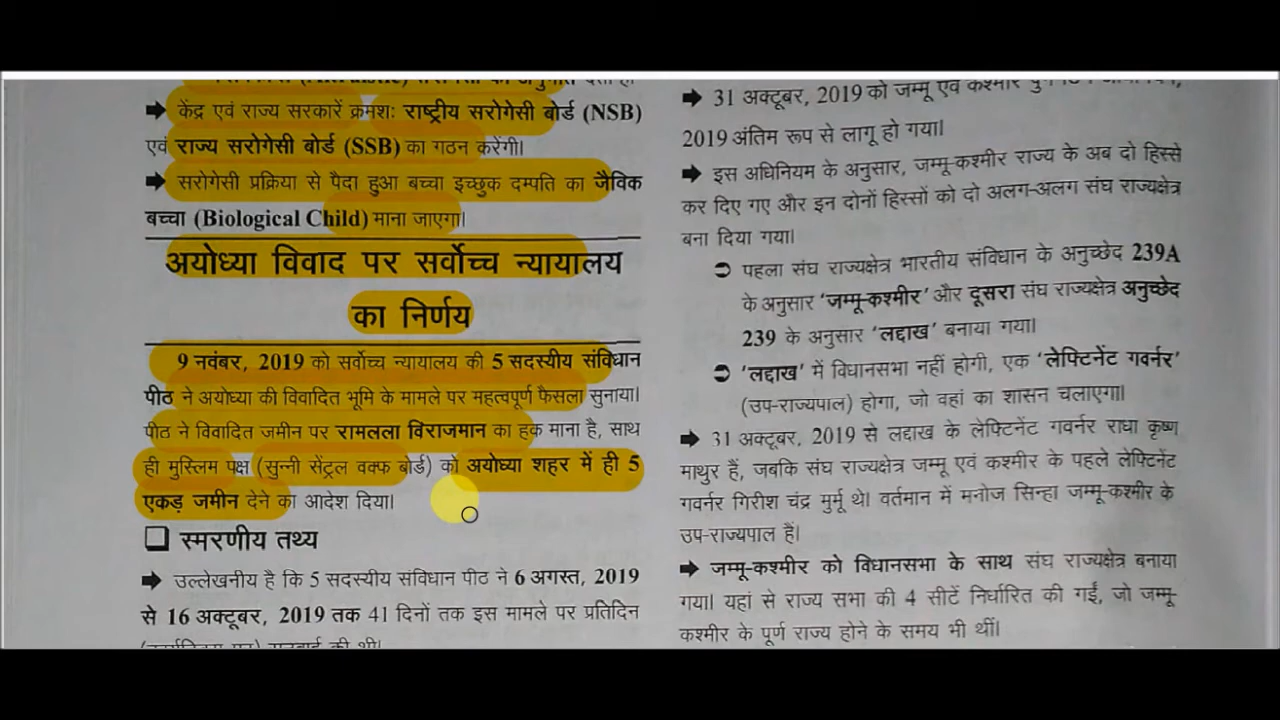 ➡ केंद्र एवं राज्य सरकारें क्रमशः राष्ट्रीय सरोगेसी बोर्ड (NSB)
एवं राज्य सरोगेसी बोर्ड (SSB) का गठन करेंगी।
➡ सरोगेसी प्रक्रिया से पैदा हुआ बच्चा इच्छुक दम्पति का जैविक
बच्चा (Biological Child) माना जाएगा।
अयोध्या विवाद पर सर्वोच्च न्यायालय
का निर्णय
9 नवंबर, 2019 को सर्वोच्च न्यायालय की 5 सदस्यीय संविधान
पीठ ने अयोध्या की विवादित भूमि के मामले पर महत्वपूर्ण फैसला सुनाया।
पीठ ने विवादित जमीन पर रामलला विराजमान का हक माना है, साथ
ही मुस्लिम पक्ष (सुन्नी सेंट्रल वक्फ बोर्ड) को अयोध्या शहर में ही 5
एकड़ जमीन देने का आदेश दिया।
❑ स्मरणीय तथ्य
➡ उल्लेखनीय है कि 5 सदस्यीय संविधान पीठ ने 6 अगस्त, 2019
से 16 अक्टूबर, 2019 तक 41 दिनों तक इस मामले पर प्रतिदिन
➡ 31 अक्टूबर, 2019 को जम्मू एवं कश्मीर
2019 अंतिम रूप से लागू हो गया।
➡ इस अधिनियम के अनुसार, जम्मू-कश्मीर राज्य के अब दो हिस्से
कर दिए गए और इन दोनों हिस्सों को दो अलग-अलग संघ राज्यक्षेत्र
बना दिया गया।
➲ पहला संघ राज्यक्षेत्र भारतीय संविधान के अनुच्छेद 239A
के अनुसार ‘जम्मू-कश्मीर’ और दूसरा संघ राज्यक्षेत्र अनुच्छेद
239 के अनुसार ‘लद्दाख’ बनाया गया।
➲ ‘लद्दाख’ में विधानसभा नहीं होगी, एक ‘लेफ्टिनेंट गवर्नर’
(उप-राज्यपाल) होगा, जो वहां का शासन चलाएगा।
➡ 31 अक्टूबर, 2019 से लद्दाख के लेफ्टिनेंट गवर्नर राधा कृष्ण
माथुर हैं, जबकि संघ राज्यक्षेत्र जम्मू एवं कश्मीर के पहले लेफ्टिनेंट
गवर्नर गिरीश चंद्र मुर्मू थे। वर्तमान में मनोज सिन्हा जम्मू-कश्मीर के
उप-राज्यपाल हैं।
➡ जम्मू-कश्मीर को विधानसभा के साथ संघ राज्यक्षेत्र बनाया
गया। यहां से राज्य सभा की 4 सीटें निर्धारित की गईं, जो जम्मू-
कश्मीर के पूर्ण राज्य होने के समय भी थीं।